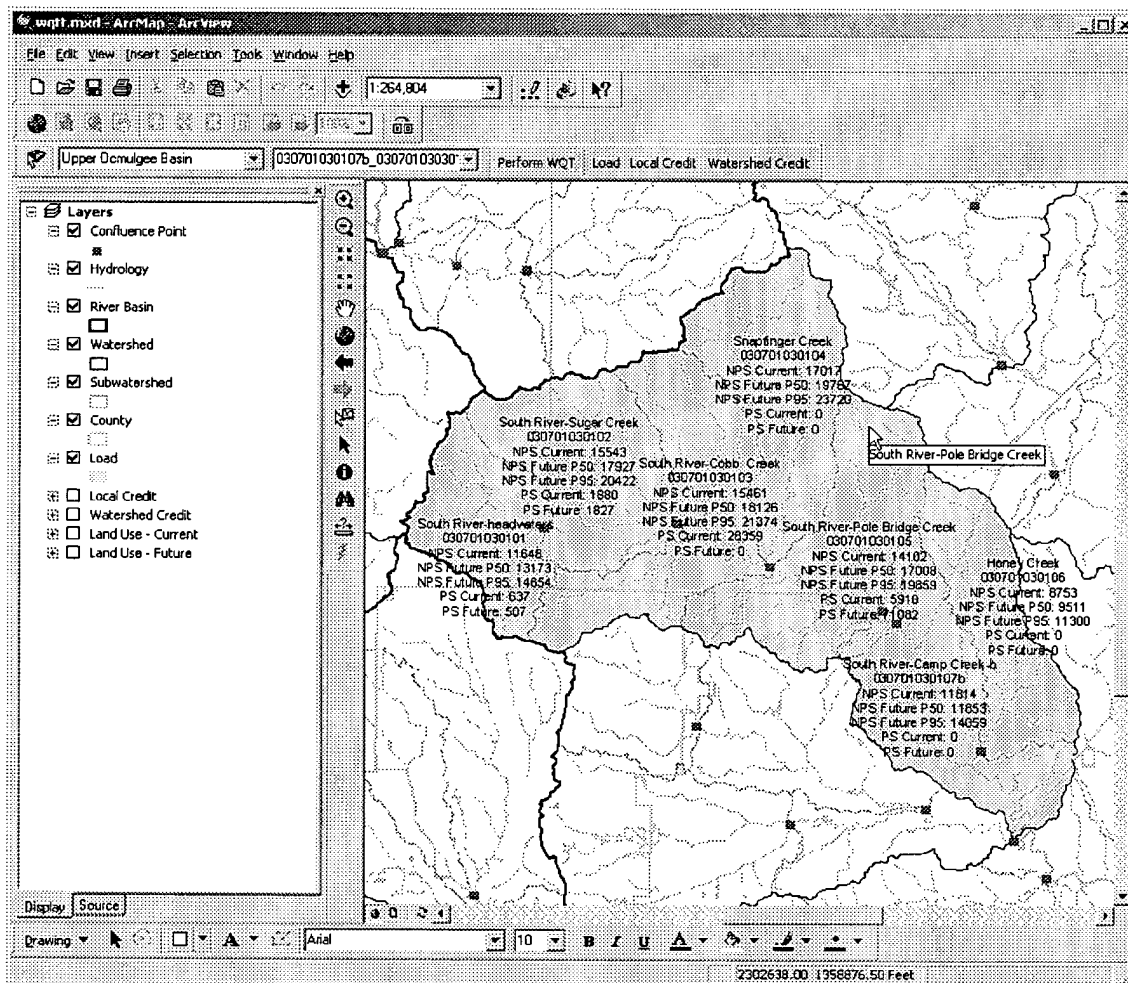 wqtt.mxd - ArcMap - ArcView
File Edit View Insert Selection Tools Window Help
1:264,804
Upper Ocmulgee Basin 030701030107b_03070103030 Perform WQT Load Local Credit Watershed Credit
Layers
Confluence Point
Hydrology
River Basin
Watershed
Subwatershed
County
Load
Local Credit
Watershed Credit
Land Use - Current
Land Use - Future
Display Source
Snapfinger Creek
030701030104
NPS Current: 17017
NPS Future P50: 19787
NPS Future P95: 23720
PS Current: 0
PS Future: 0
South River-Pole Bridge Creek
South River-Sugar Creek
030701030102
NPS Current: 15543
NPS Future P50: 17927
NPS Future P95: 20422
PS Current: 1880
PS Future: 1827
South River-Cobb Creek
030701030103
NPS Current: 15461
NPS Future P50: 18126
NPS Future P95: 21374
PS Current: 28359
PS Future: 0
South River-headwaters
030701030101
NPS Current: 11648
NPS Future P50: 13173
NPS Future P95: 14654
PS Current: 637
PS Future: 507
South River-Pole Bridge Creek
030701030105
NPS Current: 14102
NPS Future P50: 17008
NPS Future P95: 19859
PS Current: 5910
PS Future: 11082
Honey Creek
030701030106
NPS Current: 8753
NPS Future P50: 9511
NPS Future P95: 11300
PS Current: 0
PS Future: 0
South River-Camp Creek-b
030701030107b
NPS Current: 11814
NPS Future P50: 11853
NPS Future P95: 14059
PS Current: 0
PS Future: 0
Drawing A Arial 10 B I U A
2302638.00 1358876.50 Feet